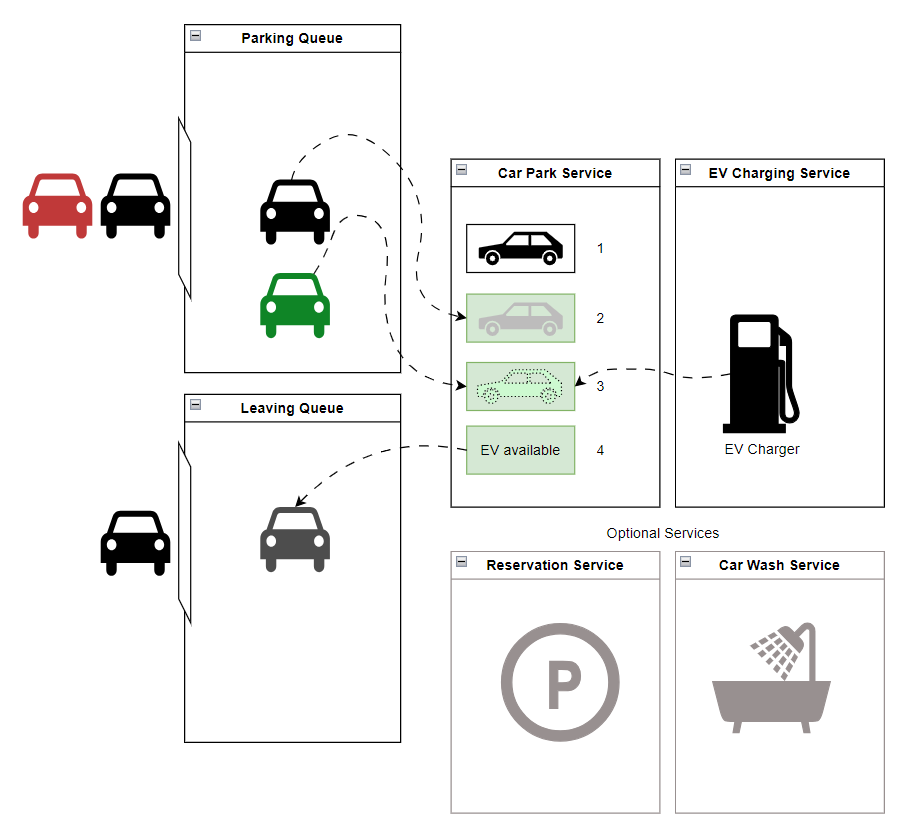 Parking Queue
Car Park Service
EV Charging Service
1
2
3
EV available
4
EV Charger
Leaving Queue
Optional Services
Reservation Service
Car Wash Service
P